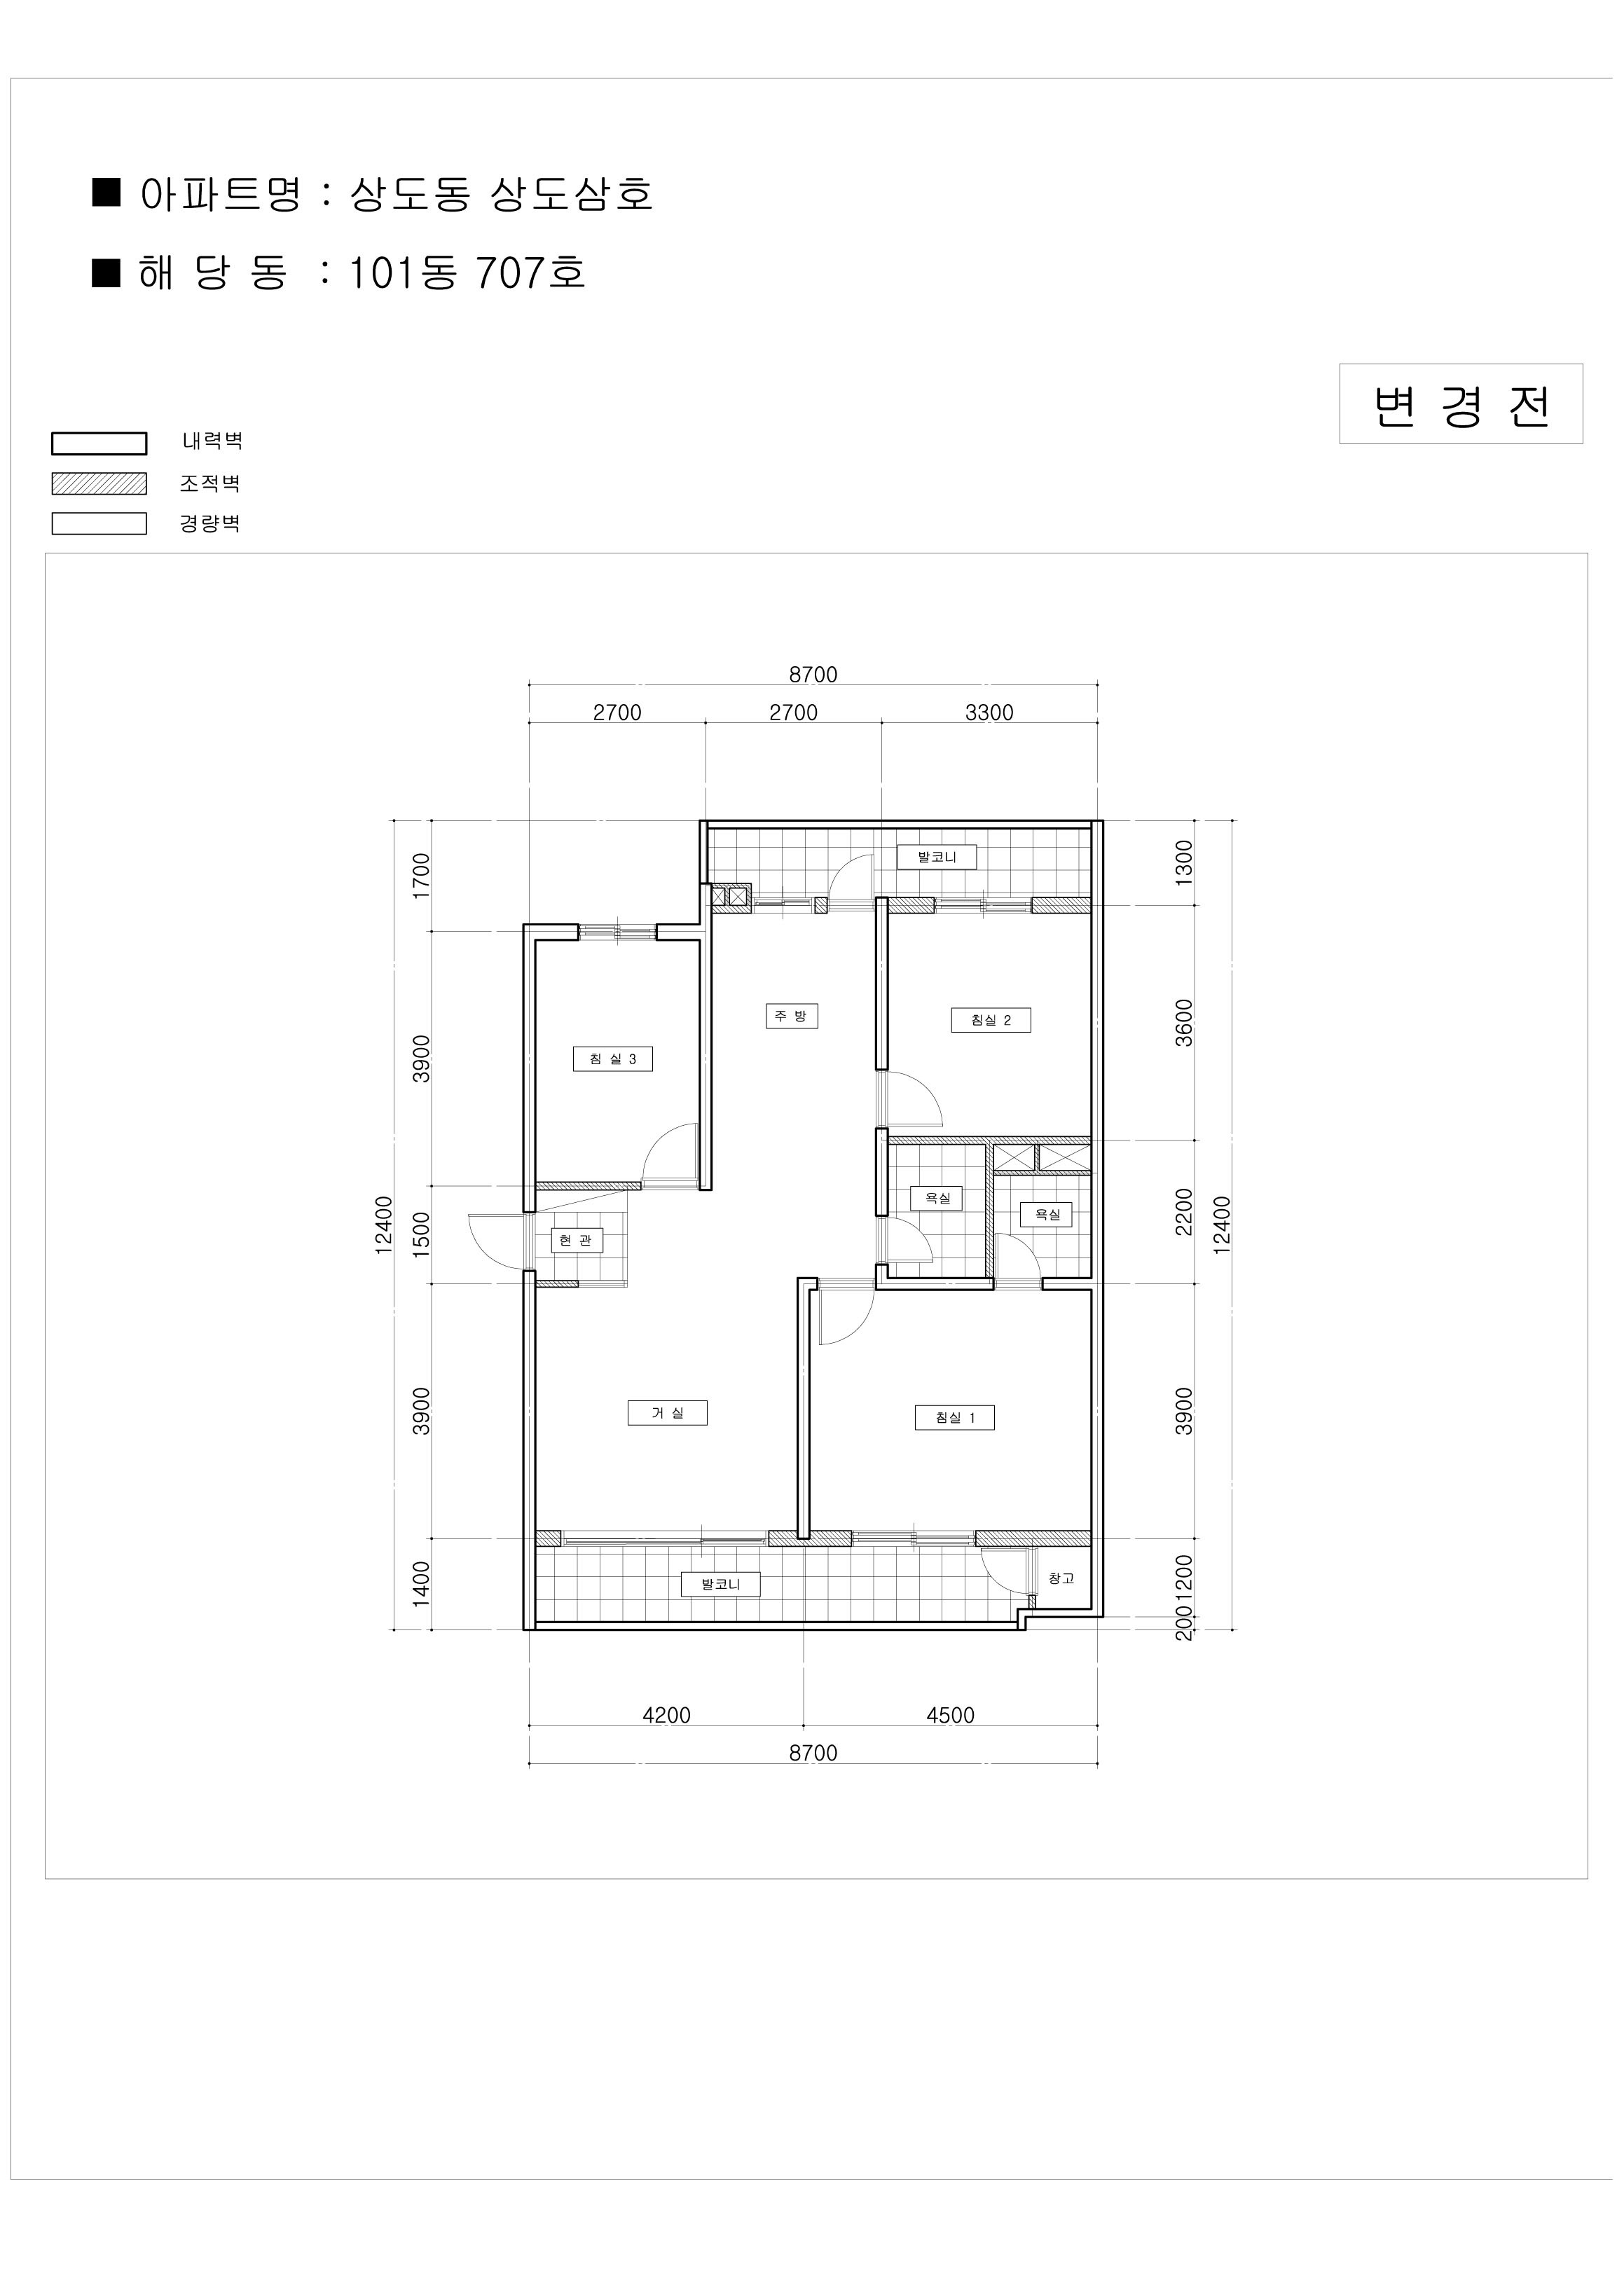 ■ 아파트명 : 상도동 상도삼호
■ 해 당 동 : 101동 707호
변 경 전
내력벽
조적벽
경량벽
8700
2700 2700 3300
1700
3900
1500
3900
1400
12400
1300
3600
2200
3900
1200
200
12400
발코니
주 방
침실 2
침 실 3
욕실
욕실
현 관
거 실
침실 1
발코니
창고
4200 4500
8700